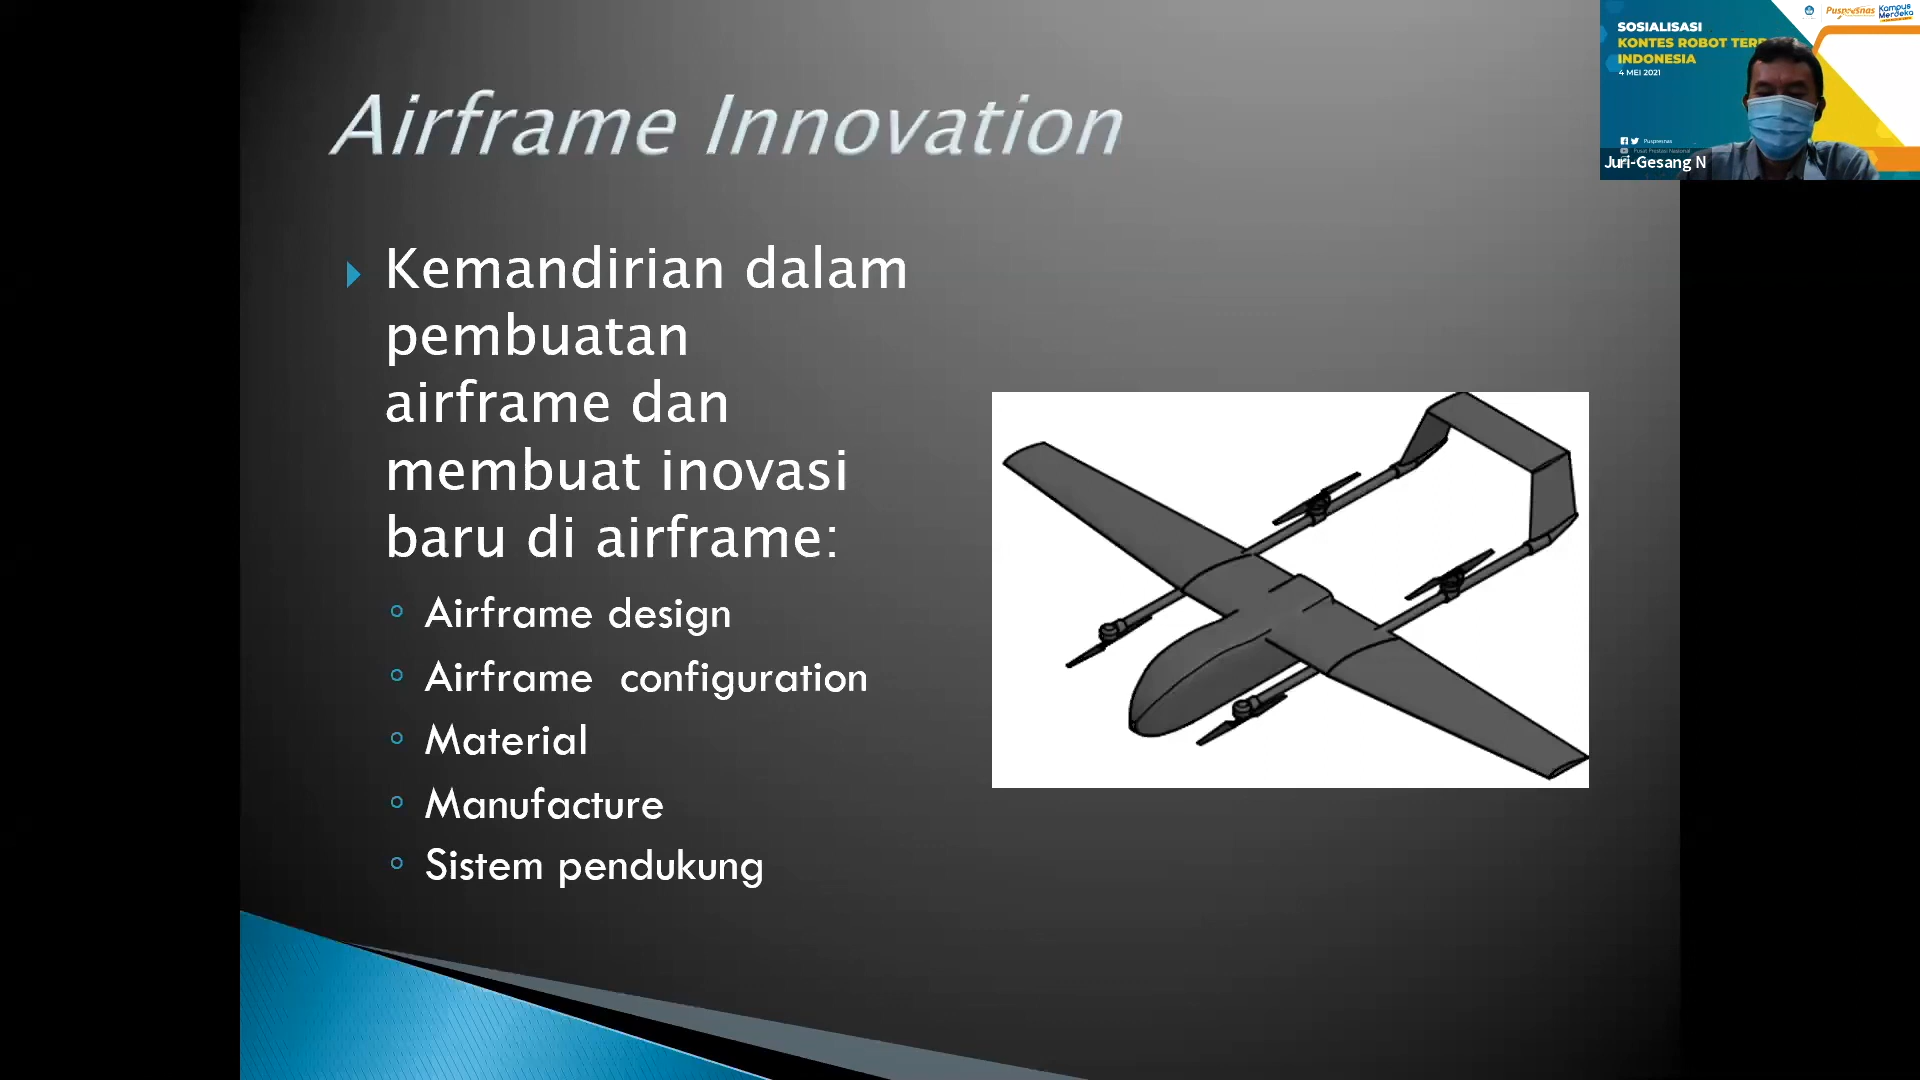 Airframe Innovation
Kemandirian dalam
pembuatan
airframe dan
membuat inovasi
baru di airframe:
Airframe design
Airframe  configuration
Material
Manufacture
Sistem pendukung
Puspresnas
Kampus
Merdeka
SOSIALISASI
KONTES ROBOT TER
INDONESIA
4 MEI 2021
Puspresnas
Pusat Prestasi Nasional
Juri-Gesang N